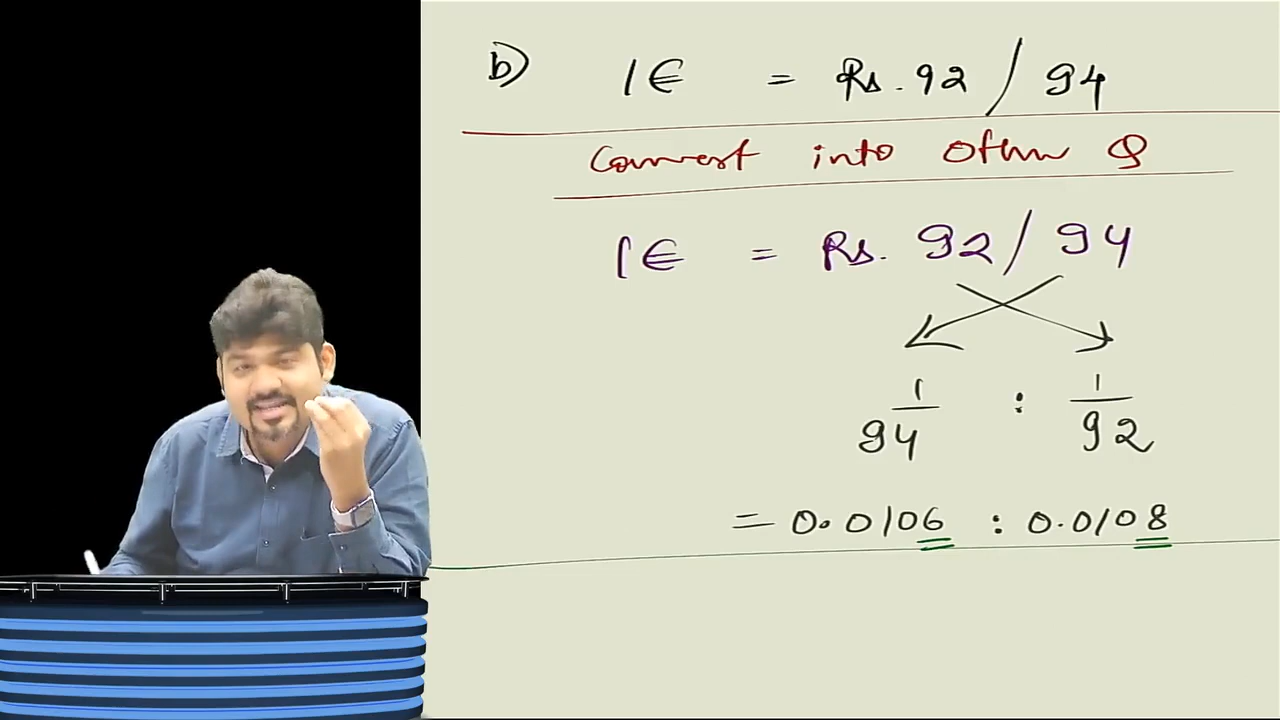 b) 1€ = Rs. 92 / 94
Convert into Other Q
1€ = Rs. 92 / 94
1/94 : 1/92
= 0.0106 : 0.0108